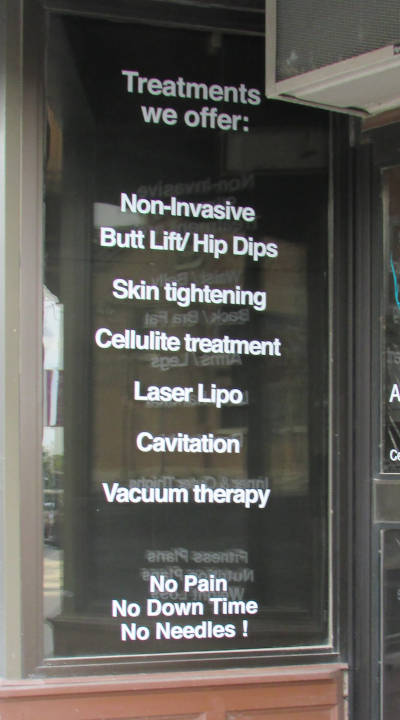 Treatments
we offer:
Non-Invasive
Butt Lift/ Hip Dips
Skin tightening
Cellulite treatment
Laser Lipo
Cavitation
Vacuum therapy
No Pain
No Down Time
No Needles !